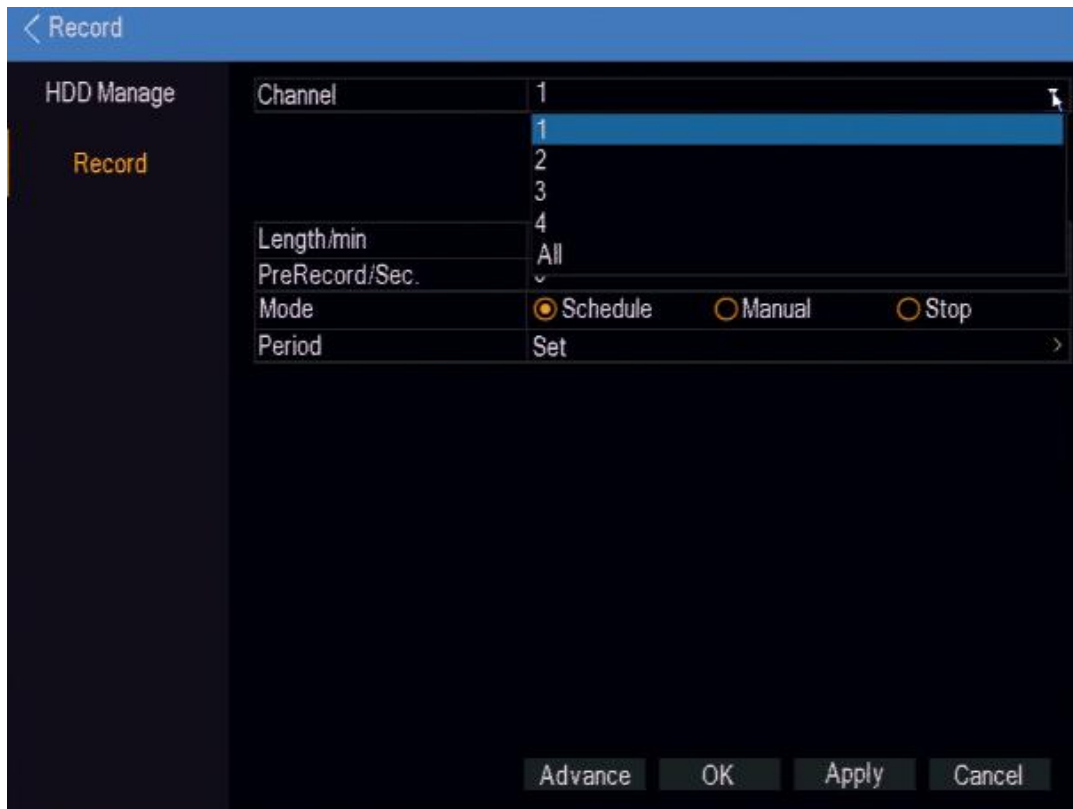 < Record
HDD Manage
Record
Channel 1
1
2
3
4
All
Length/min
PreRecord/Sec.
Mode Schedule Manual Stop
Period Set >
Advance OK Apply Cancel